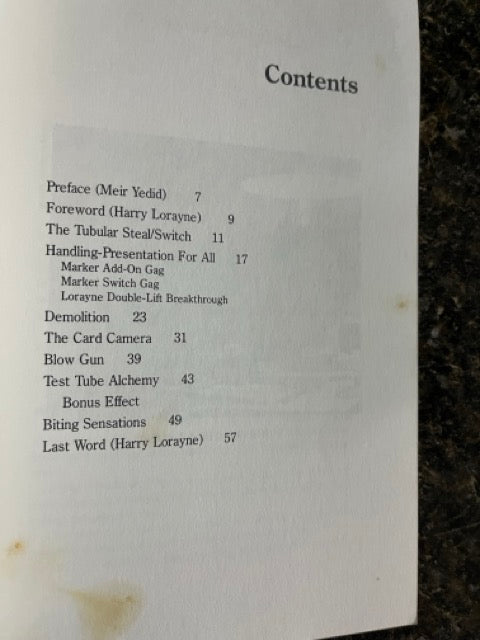 Contents
Preface (Meir Yedid) 7
Foreword (Harry Lorayne) 9
The Tubular Steal/Switch 11
Handling-Presentation For All 17
Marker Add-On Gag
Marker Switch Gag
Lorayne Double-Lift Breakthrough
Demolition 23
The Card Camera 31
Blow Gun 39
Test Tube Alchemy 43
Bonus Effect
Biting Sensations 49
Last Word (Harry Lorayne) 57